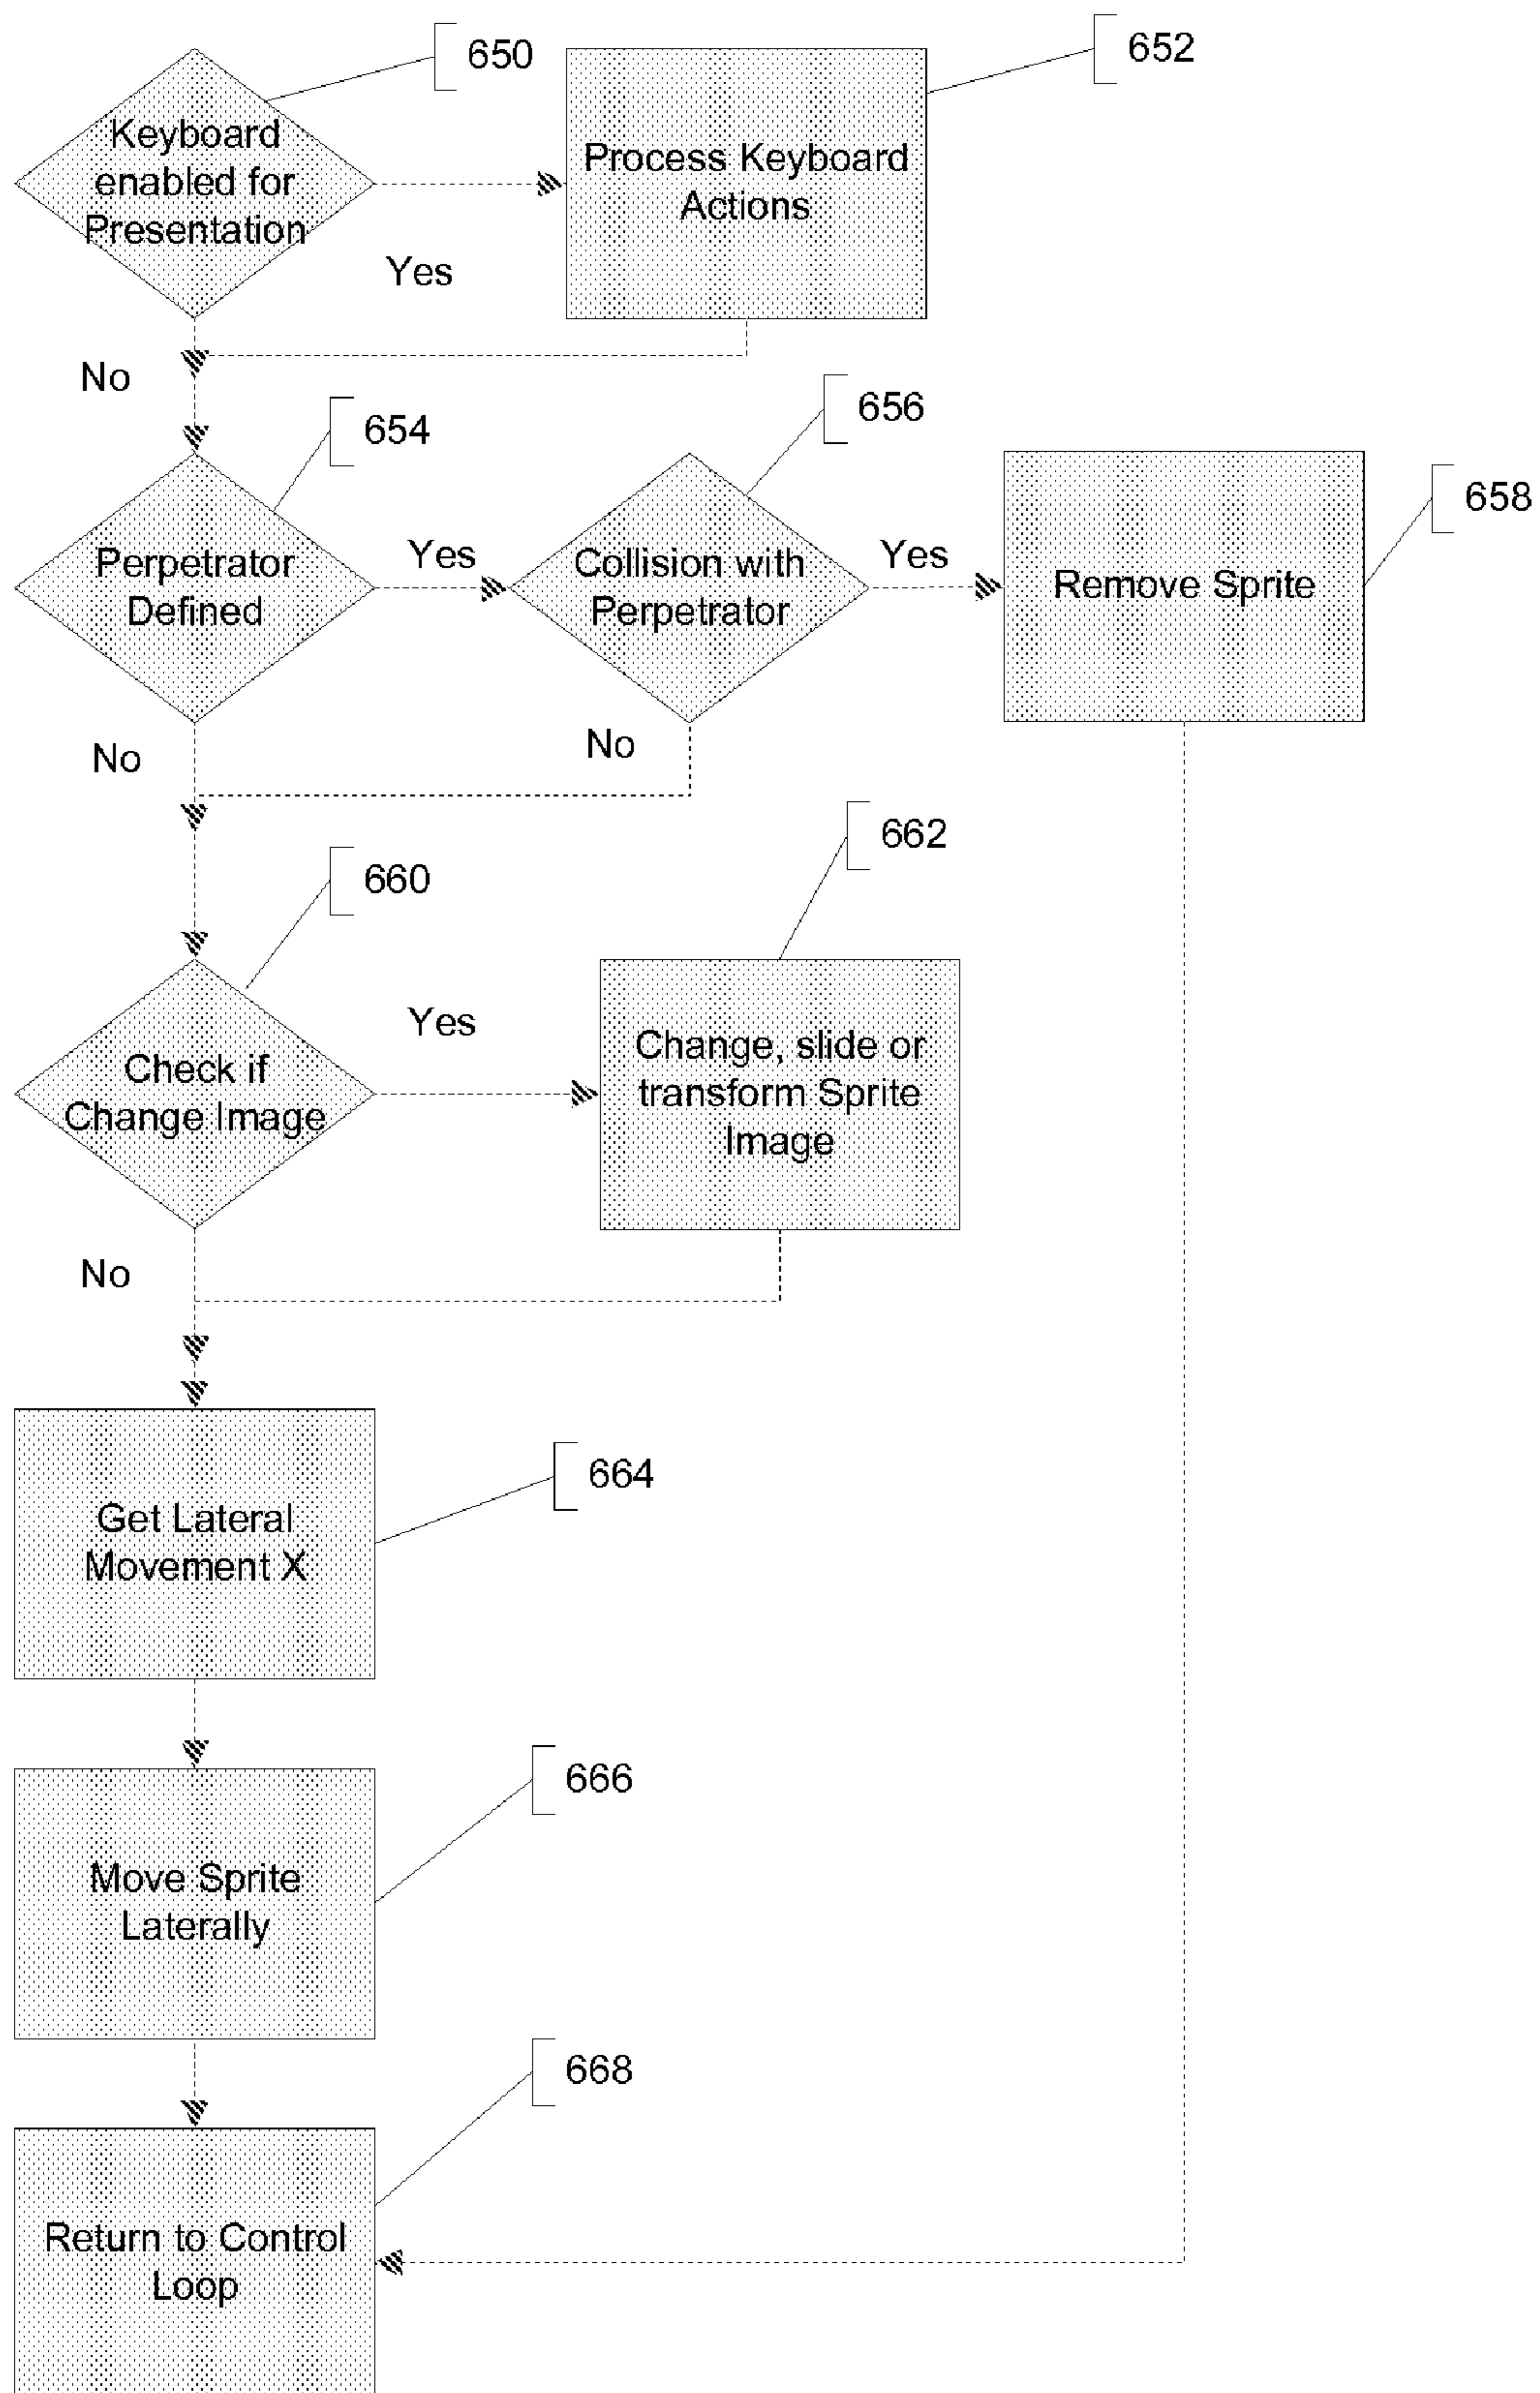 650
652
Keyboard
enabled for
Presentation
Process Keyboard
Actions
Yes
No
654
656
658
Perpetrator
Defined
Yes
Collision with
Perpetrator
Yes
Remove Sprite
No
No
660
662
Check if
Change Image
Yes
Change, slide or
transform Sprite
Image
No
664
Get Lateral
Movement X
666
Move Sprite
Laterally
668
Return to Control
Loop